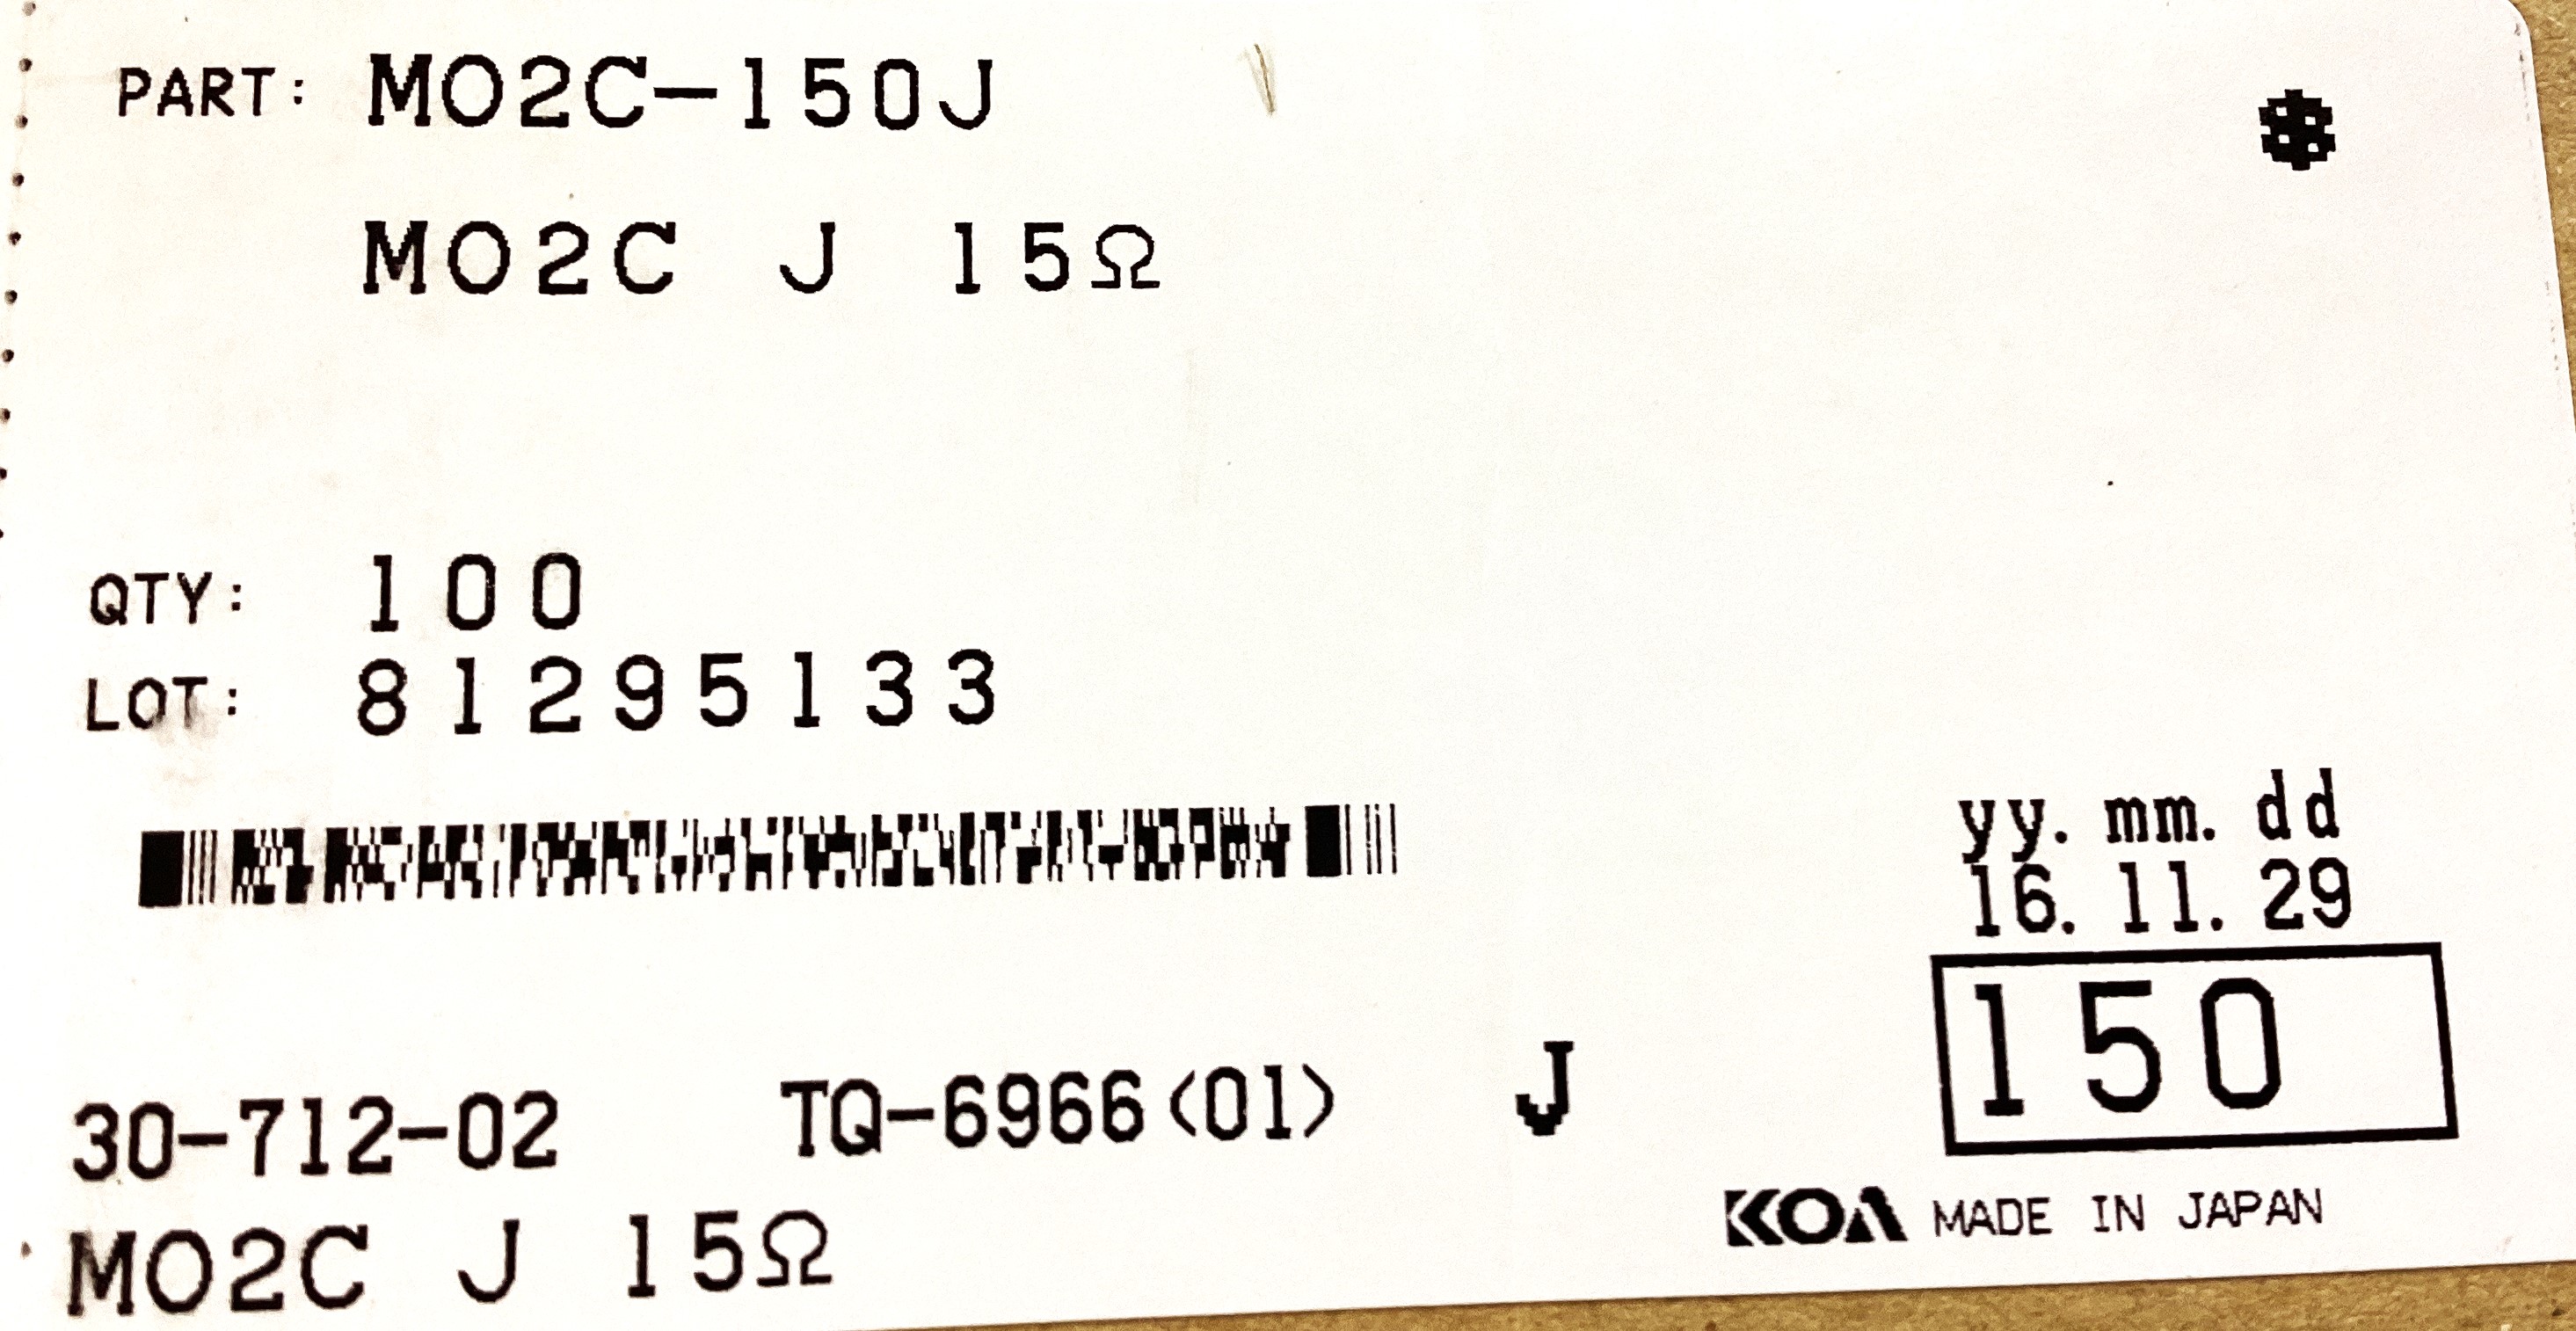 PART: MO2C-150J
*
MO2C J 15Ω
QTY: 100
LOT: 81295133
yy. mm. dd
16. 11. 29
150
30-712-02 TQ-6966<01> J
MO2C J 15Ω
KOA MADE IN JAPAN